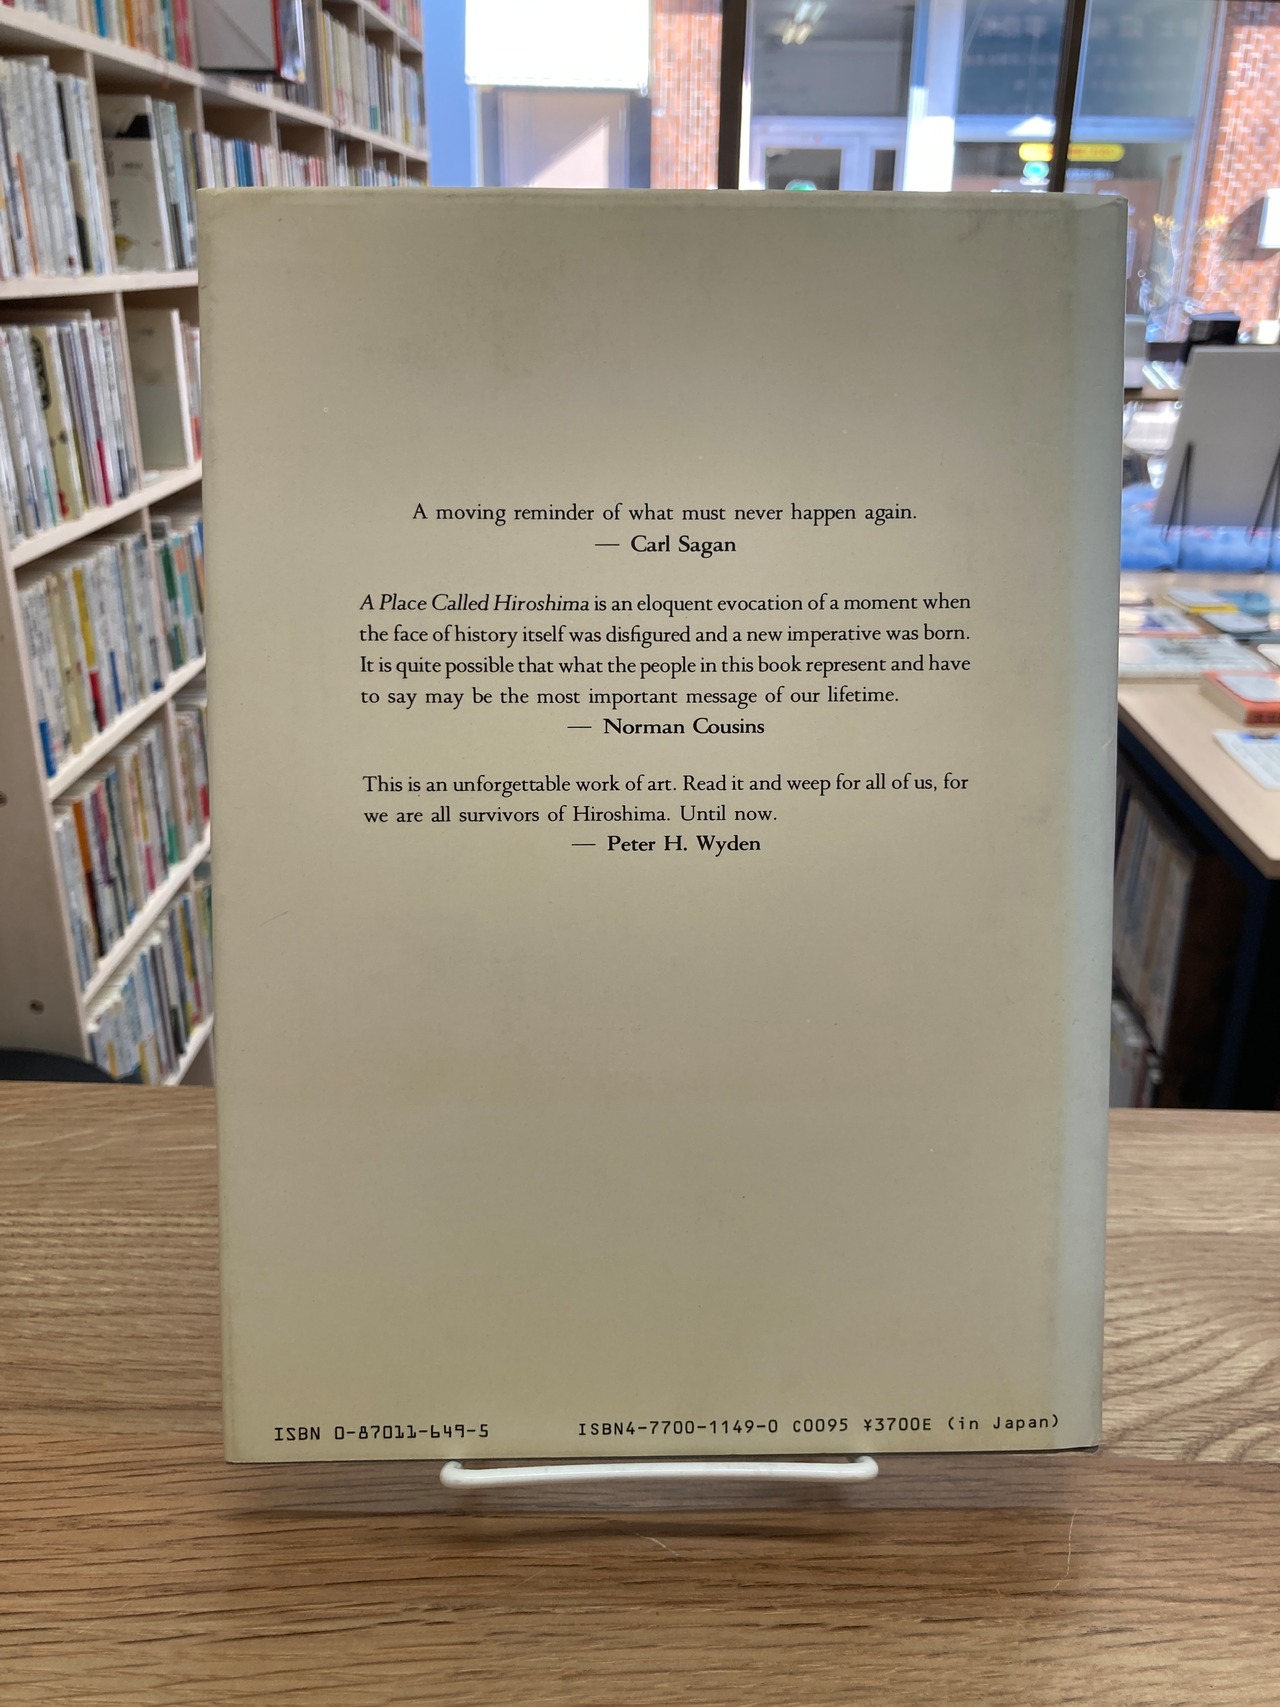 A moving reminder of what must never happen again.
— Carl Sagan
A Place Called Hiroshima is an eloquent evocation of a moment when
the face of history itself was disfigured and a new imperative was born.
It is quite possible that what the people in this book represent and have
to say may be the most important message of our lifetime.
— Norman Cousins
This is an unforgettable work of art. Read it and weep for all of us, for
we are all survivors of Hiroshima. Until now.
— Peter H. Wyden
ISBN 0-87011-649-5 ISBN4-7700-1149-0 C0095 ¥3700E (in Japan)